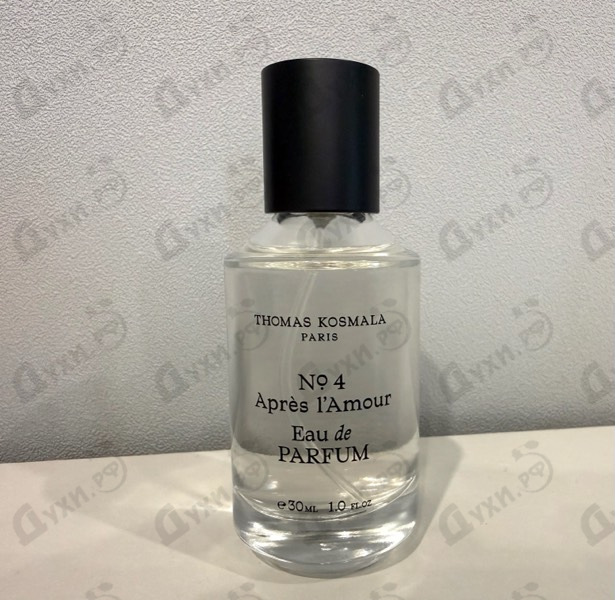 THOMAS KOSMALA
PARIS
№ 4
Après l'Amour
Eau de
PARFUM
℮30ML 1.0 FL.OZ
Духи.РФ